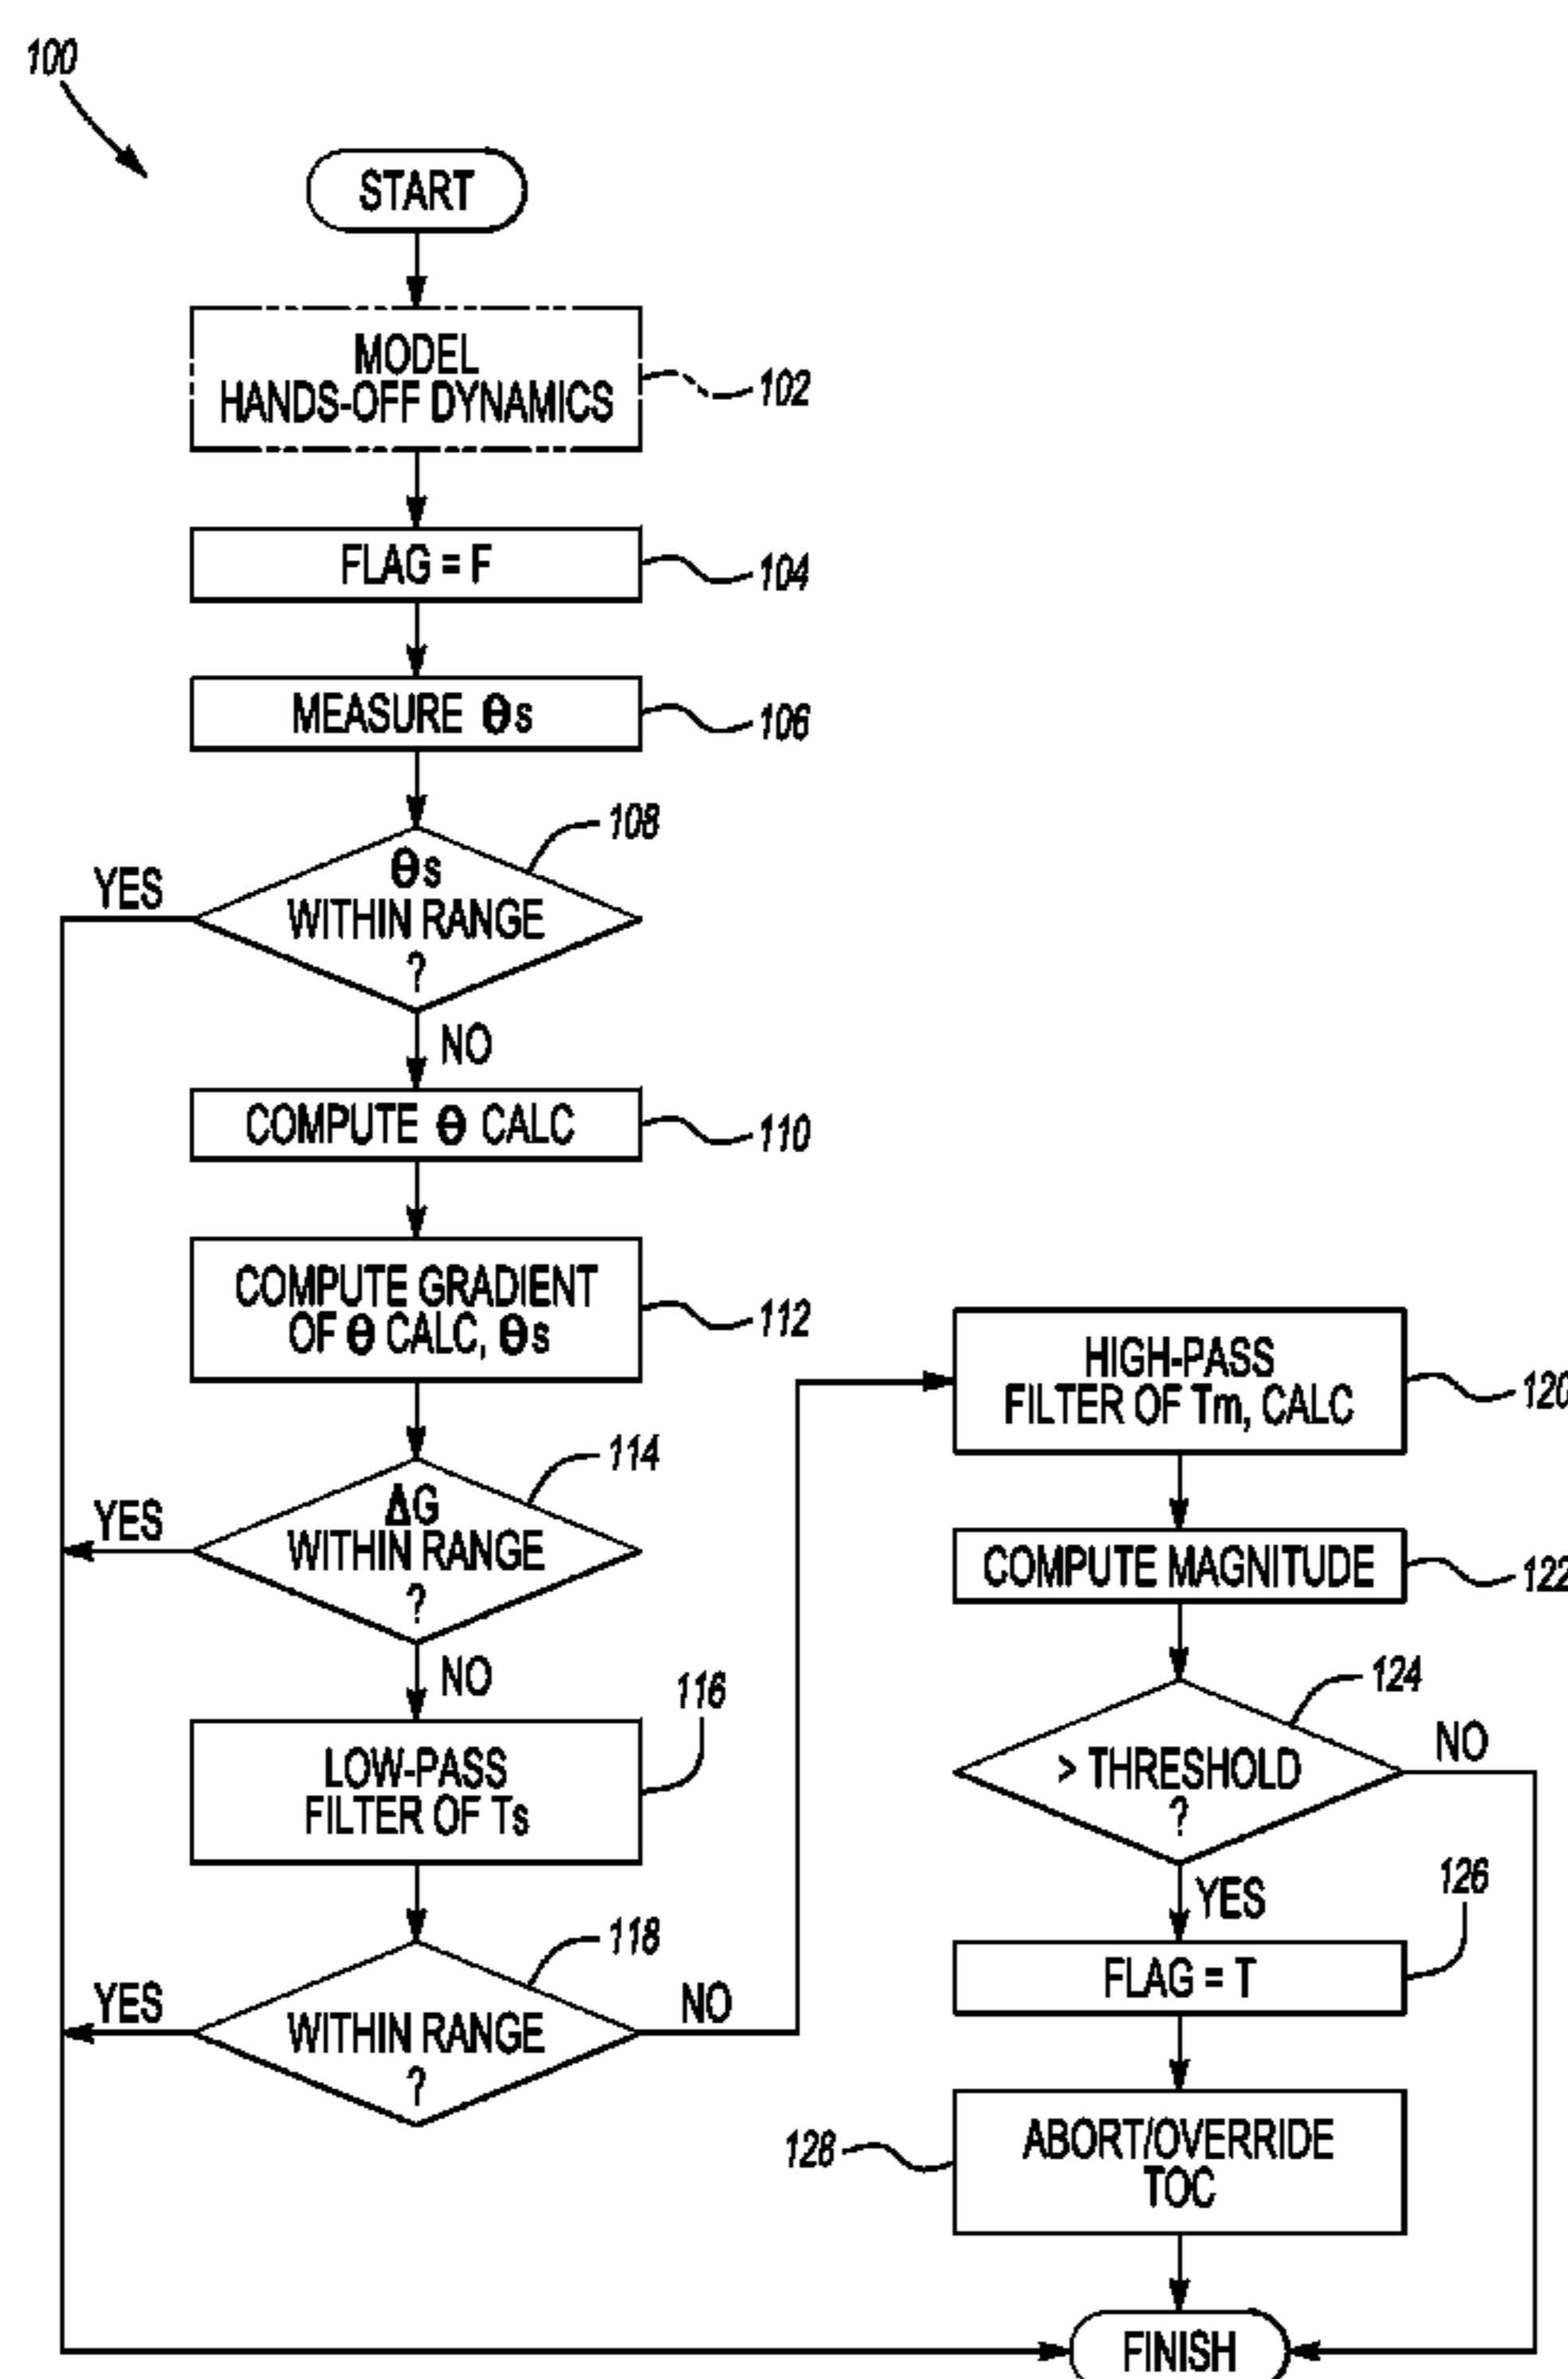 100
START
MODEL
HANDS-OFF DYNAMICS
102
FLAG = F
104
MEASURE θs
106
108
θs
WITHIN RANGE
?
YES
NO
COMPUTE θ CALC
110
COMPUTE GRADIENT
OF θ CALC, θs
112
114
ΔG
WITHIN RANGE
?
YES
NO
LOW-PASS
FILTER OF Ts
116
118
WITHIN RANGE
?
YES
NO
HIGH-PASS
FILTER OF Tm, CALC
120
COMPUTE MAGNITUDE
122
124
> THRESHOLD
?
NO
YES
126
FLAG = T
128
ABORT/OVERRIDE
TOC
FINISH